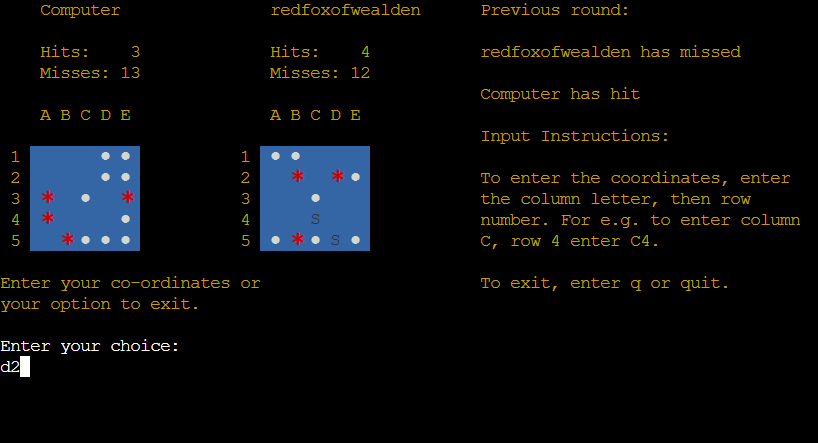 Computer redfoxofwealden Previous round:
Hits: 3 Hits: 4 redfoxofwealden has missed
Misses: 13 Misses: 12
Computer has hit
A B C D E A B C D E
Input Instructions:
1 ● ● 1 ● ●
2 ● ● 2 * * ● To enter the coordinates, enter
3 * ● * 3 ● the column letter, then row
4 * ● 4 S number. For e.g. to enter column
5 * ● ● ● 5 ● * ● S ● C, row 4 enter C4.
Enter your co-ordinates or To exit, enter q or quit.
your option to exit.
Enter your choice:
d2